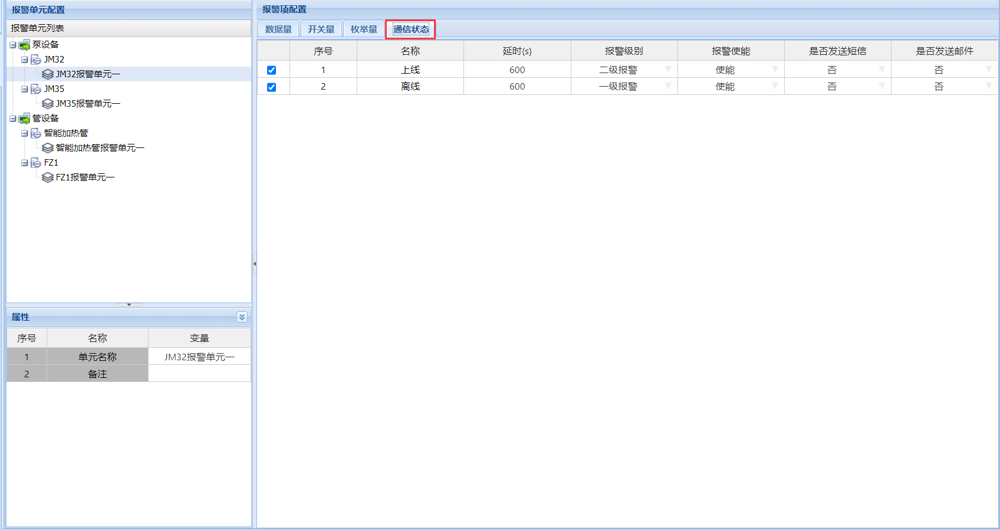 报警单元配置
报警单元列表
泵设备
JM32
JM32报警单元一
JM35
JM35报警单元一
管设备
智能加热管
智能加热管报警单元一
FZ1
FZ1报警单元一
属性
序号 名称 变量
1 单元名称 JM32报警单元一
2 备注
报警项配置
数据量 开关量 枚举量 通信状态
序号 名称 延时(s) 报警级别 报警使能 是否发送短信 是否发送邮件
1 上线 600 二级报警 使能 否 否
2 离线 600 一级报警 使能 否 否